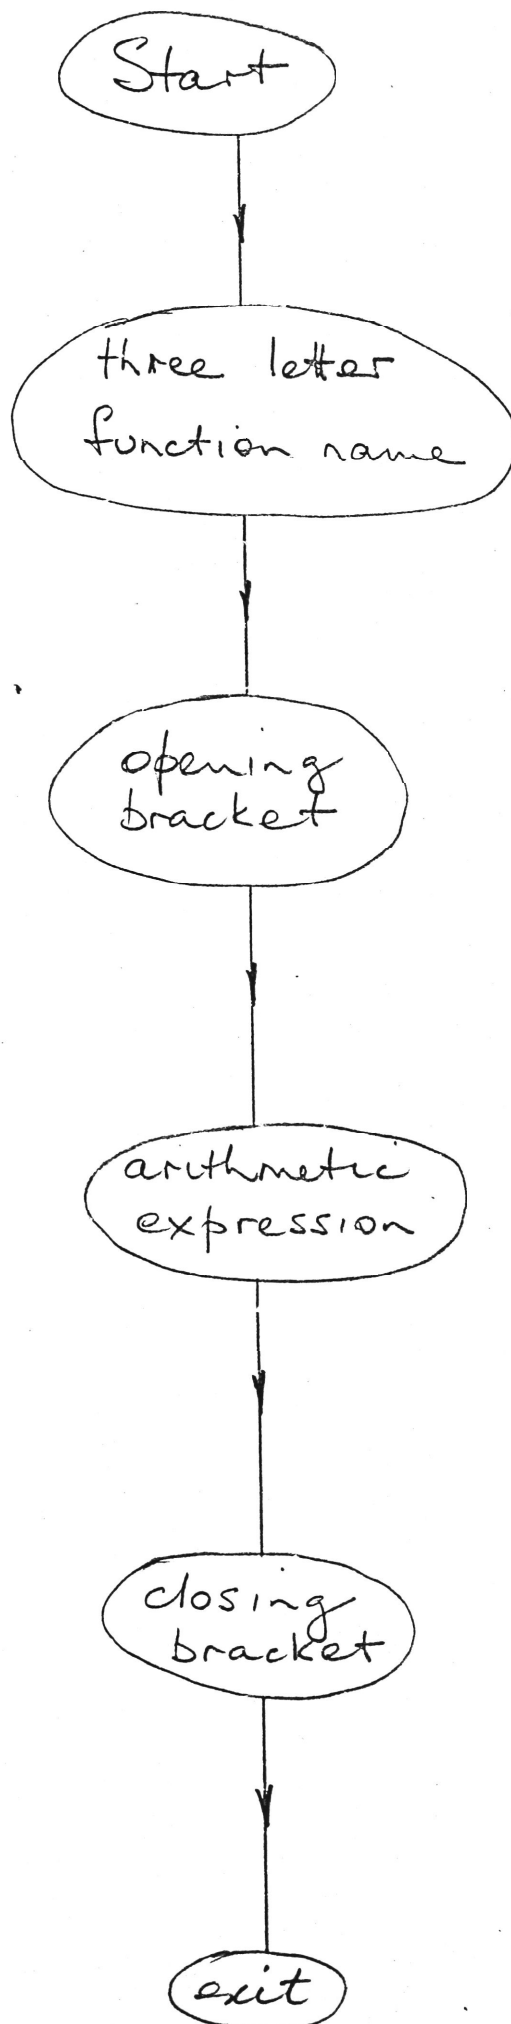 Start
three letter
function name
opening
bracket
arithmetic
expression
closing
bracket
exit